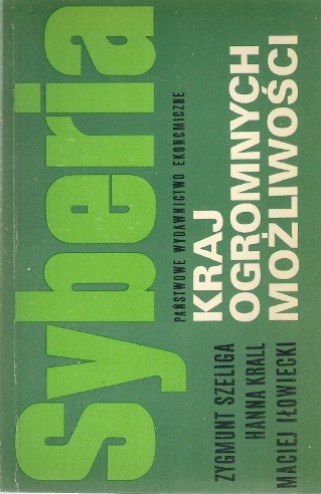 Syberia
PAŃSTWOWE WYDAWNICTWO EKONOMICZNE
KRAJ
OGROMNYCH
MOŻLIWOŚCI
ZYGMUNT SZELIGA
HANNA KRALL
MACIEJ IŁOWIECKI